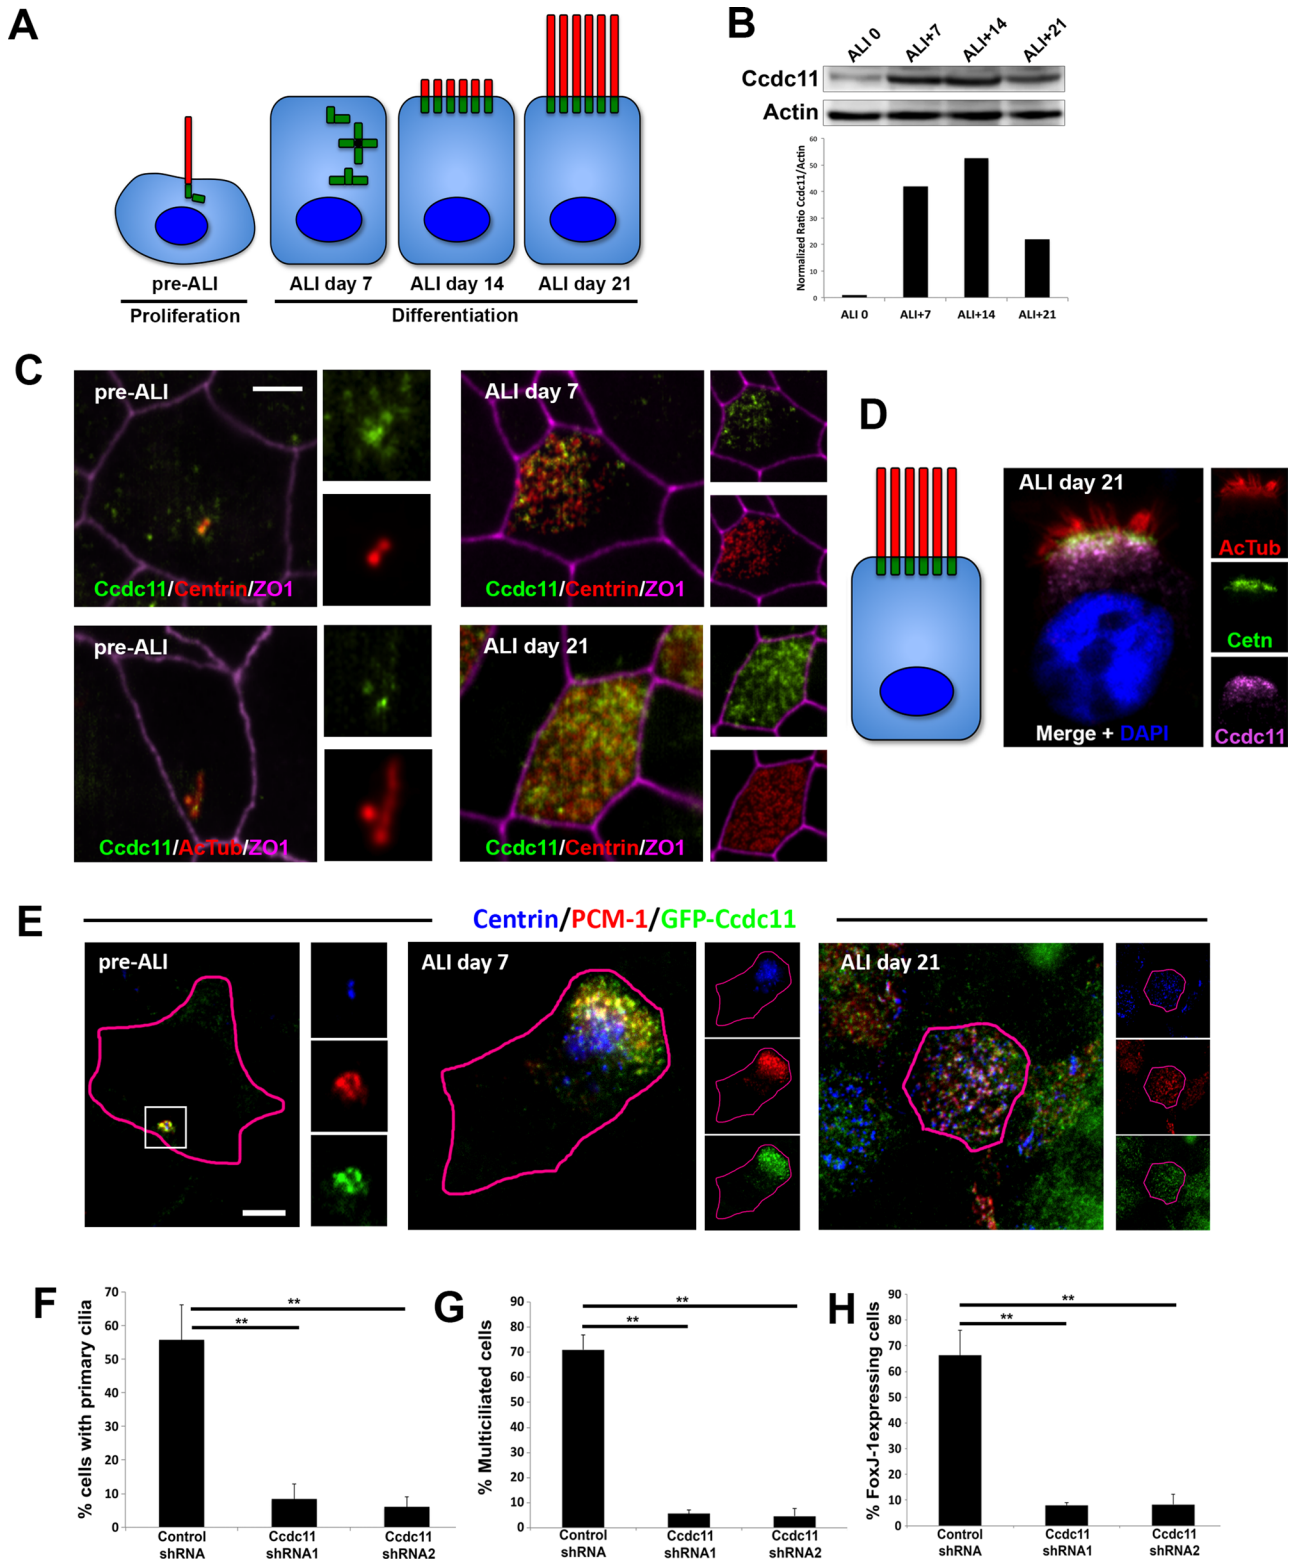 A
pre-ALI
ALI day 7
ALI day 14
ALI day 21
Proliferation
Differentiation
B
ALI 0
ALI+7
ALI+14
ALI+21
Ccdc11
Actin
Normalized Ratio Ccdc11/Actin
60
50
40
30
20
10
0
ALI 0
ALI+7
ALI+14
ALI+21
C
pre-ALI
Ccdc11/Centrin/ZO1
ALI day 7
Ccdc11/Centrin/ZO1
pre-ALI
Ccdc11/AcTub/ZO1
ALI day 21
Ccdc11/Centrin/ZO1
D
ALI day 21
Merge + DAPI
AcTub
Cetn
Ccdc11
E
Centrin/PCM-1/GFP-Ccdc11
pre-ALI
ALI day 7
ALI day 21
F
% cells with primary cilia
70
60
50
40
30
20
10
0
**
**
Control
shRNA
Ccdc11
shRNA1
Ccdc11
shRNA2
G
% Multiciliated cells
90
80
70
60
50
40
30
20
10
0
**
**
Control
shRNA
Ccdc11
shRNA1
Ccdc11
shRNA2
H
% FoxJ-1expressing cells
90
80
70
60
50
40
30
20
10
0
**
**
Control
shRNA
Ccdc11
shRNA1
Ccdc11
shRNA2